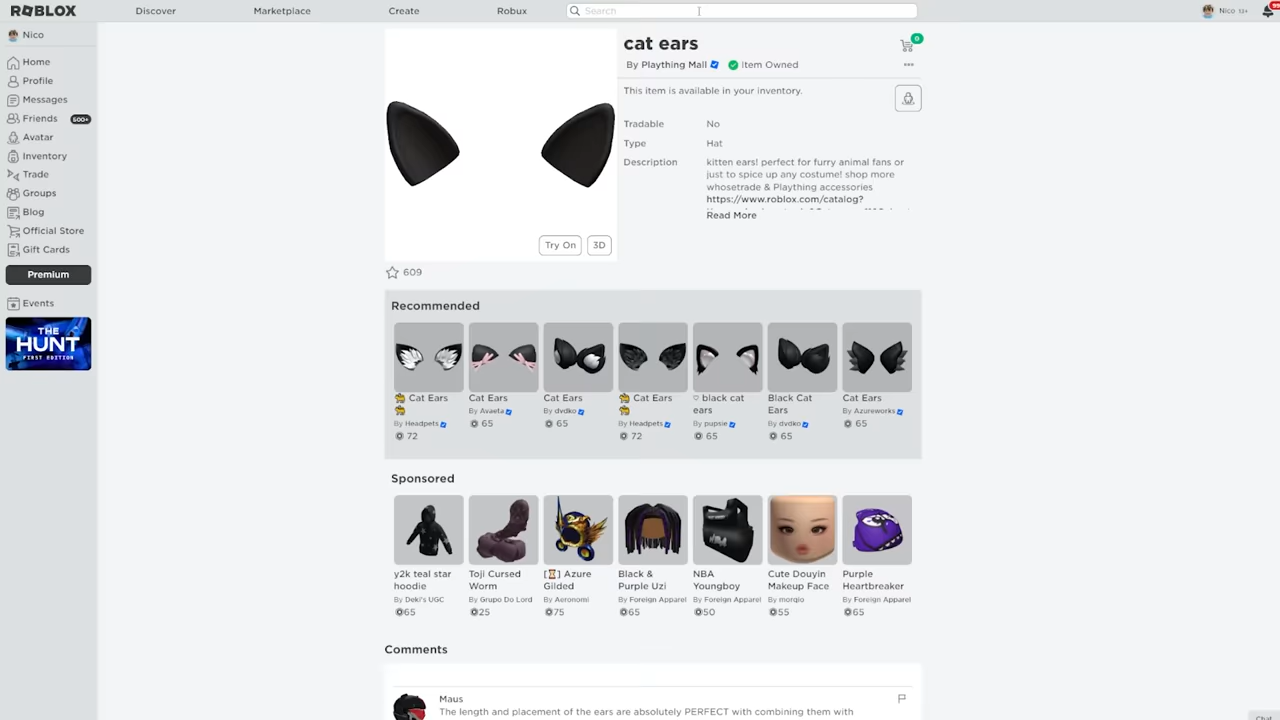 ROBLOX
Discover
Marketplace
Create
Robux
Search
Nico 13+
99
Nico
Home
Profile
Messages
Friends 500+
Avatar
Inventory
Trade
Groups
Blog
Official Store
Gift Cards
Premium
Events
THE
HUNT
FIRST EDITION
cat ears
0
By Plaything Mall
Item Owned
This item is available in your inventory.
Tradable No
Type Hat
Description kitten ears! perfect for furry animal fans or
just to spice up any costume! shop more
whosetrade & Plaything accessories
https://www.roblox.com/catalog?
Read More
Try On
3D
609
Recommended
Cat Ears
By Headpets
72
Cat Ears
By Avaeta
65
Cat Ears
By dvdko
65
Cat Ears
By Headpets
72
♡ black cat
ears
By pupsie
65
Black Cat
Ears
By dvdko
65
Cat Ears
By Azureworks
65
Sponsored
y2k teal star
hoodie
By Deki's UGC
65
Toji Cursed
Worm
By Grupo Do Lord
25
[⏳] Azure
Gilded
By Aeronomi
75
Black &
Purple Uzi
By Foreign Apparel
65
NBA
Youngboy
By Foreign Apparel
50
Cute Douyin
Makeup Face
By morqio
55
Purple
Heartbreaker
By Foreign Apparel
65
Comments
Maus
The length and placement of the ears are absolutely PERFECT with combining them with